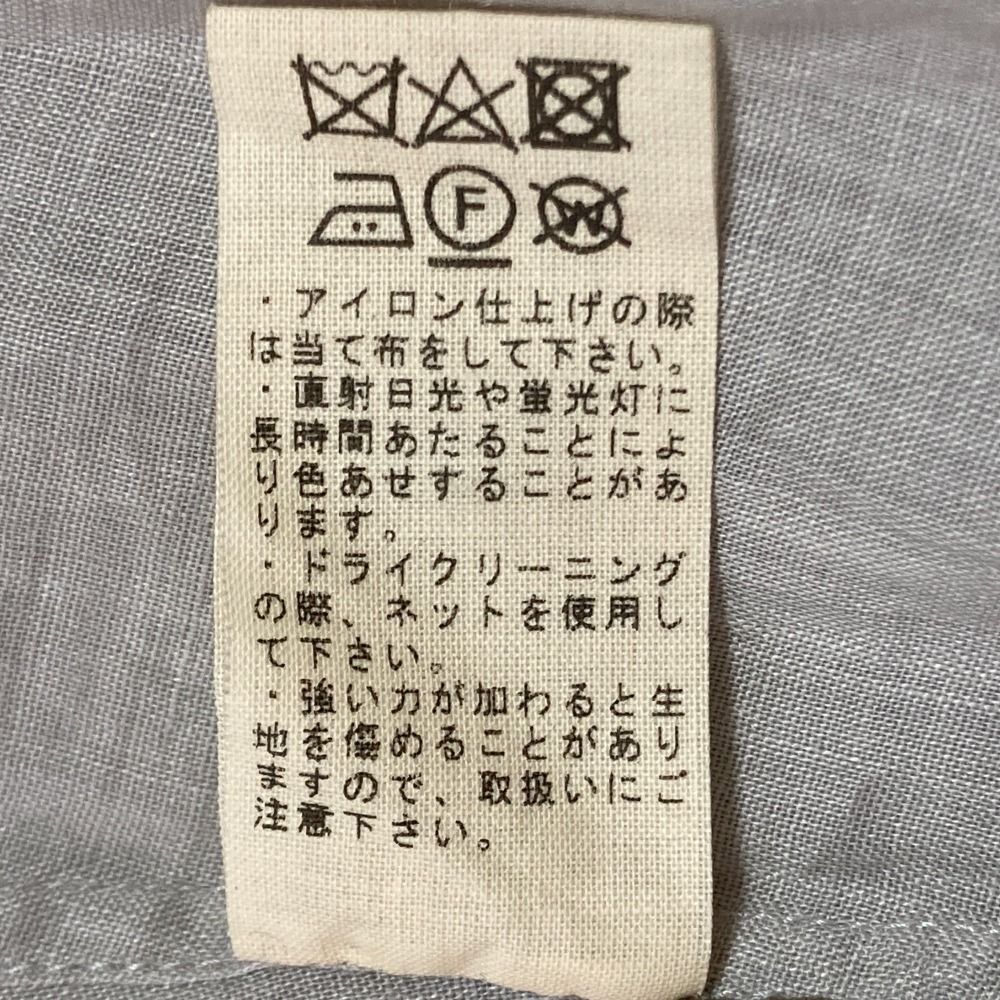 F W
・アイロン仕上げの際
は当て布をして下さい。
・直射日光や蛍光灯に
長時間あたることによ
り色あせすることがあ
ります。
・ドライクリーニング
の際、ネットを使用し
て下さい。
・強い力が加わると生
地を傷めることがあり
ますので、取扱いにご
注意下さい。